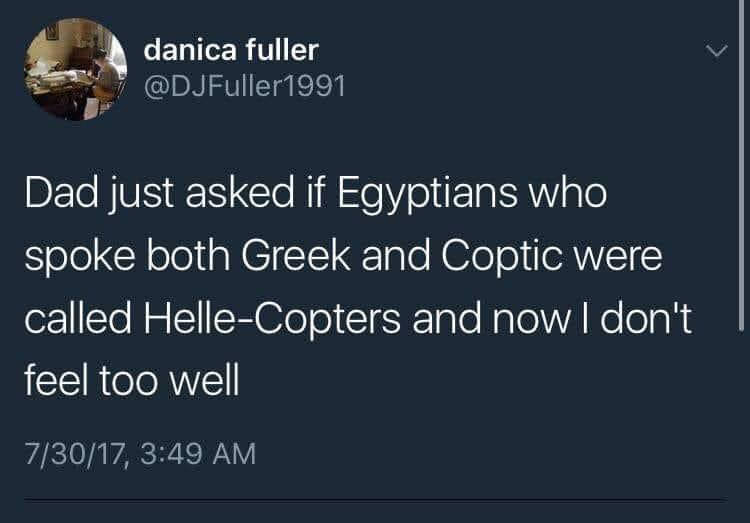 danica fuller
@DJFuller1991
Dad just asked if Egyptians who
spoke both Greek and Coptic were
called Helle-Copters and now I don't
feel too well
7/30/17, 3:49 AM